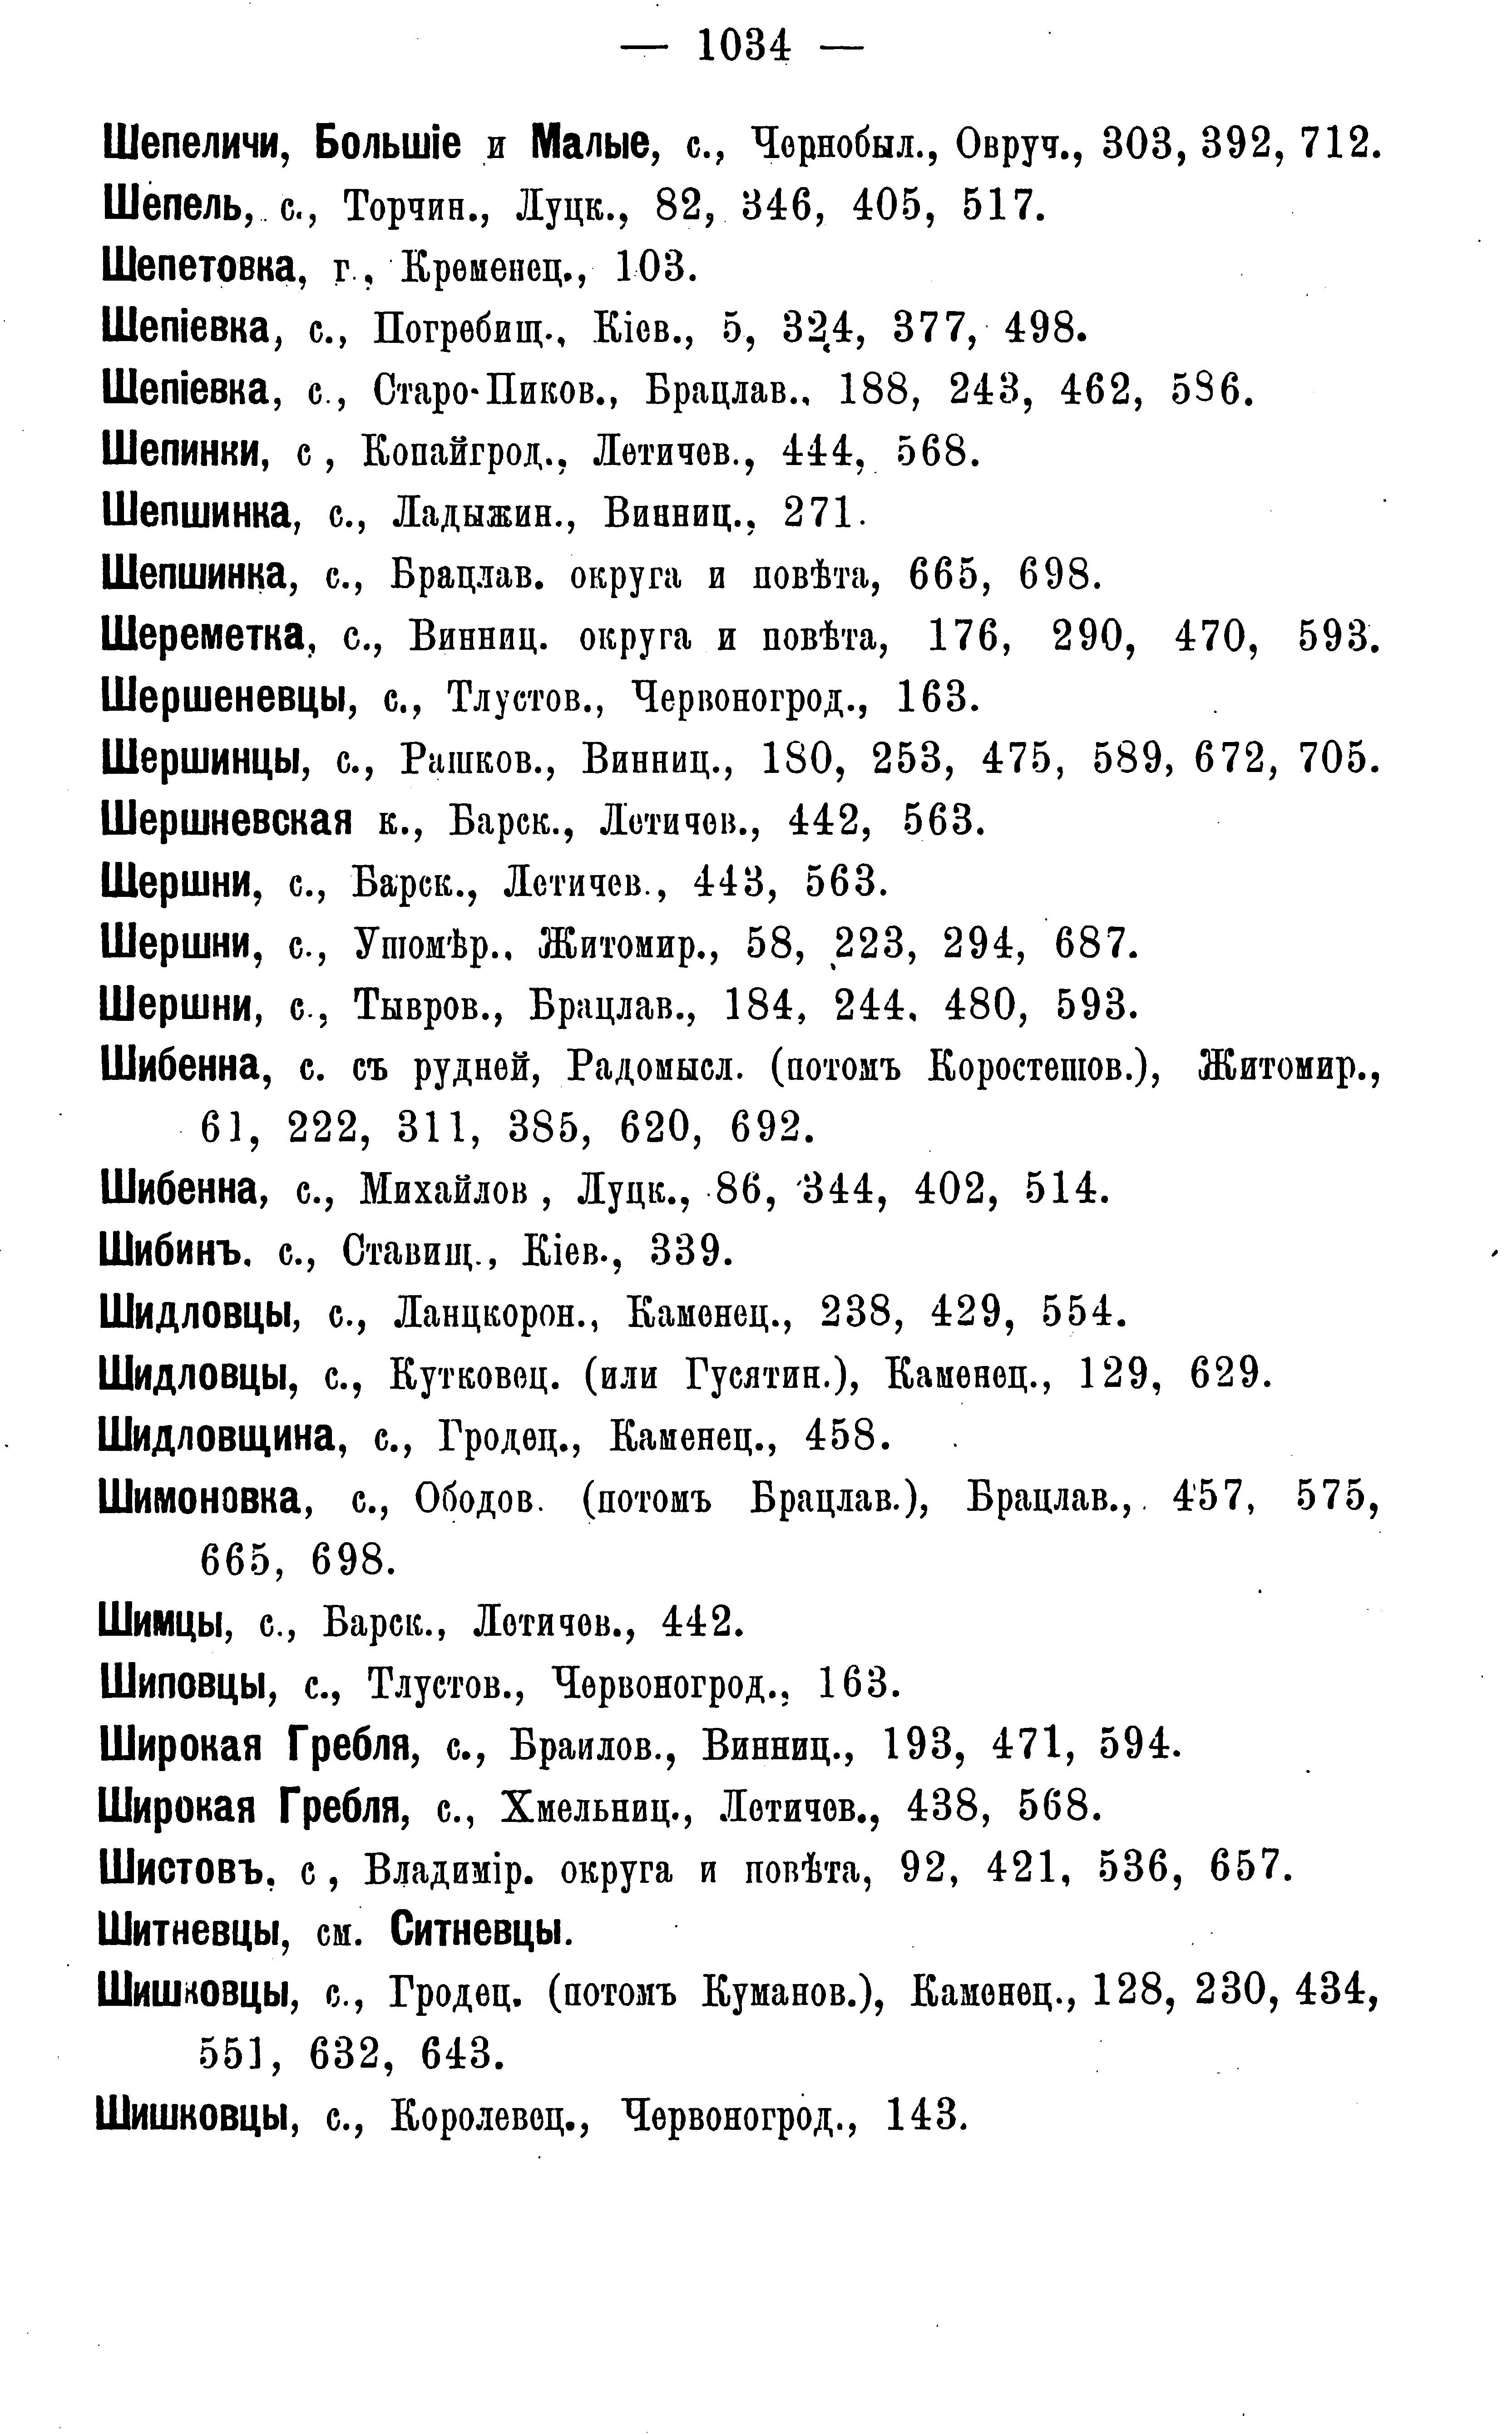 — 1034 —
Шепеличи, Большіе и Малые, с., Чернобыл., Овруч., 303, 392, 712.
Шепель, с., Торчин., Луцк., 82, 346, 405, 517.
Шепетовка, г., Кременец., 103.
Шепіевка, с., Погребищ., Кіев., 5, 324, 377, 498.
Шепіевка, с., Старо-Пиков., Брацлав., 188, 243, 462, 586.
Шепинки, с , Копайгрод., Летичев., 444, 568.
Шепшинка, с., Ладыжин., Винниц., 271.
Шепшинка, с., Брацлав. округа и повѣта, 665, 698.
Шереметка, с., Винниц. округа и повѣта, 176, 290, 470, 593.
Шершеневцы, с., Тлустов., Червоногрод., 163.
Шершинцы, с., Рашков., Винниц., 180, 253, 475, 589, 672, 705.
Шершневская к., Барск., Летичев., 442, 563.
Шершни, с., Барск., Летичев., 443, 563.
Шершни, с., Ушомѣр., Житомир., 58, 223, 294, 687.
Шершни, с., Тывров., Брацлав., 184, 244, 480, 593.
Шибенна, с. съ рудней, Радомысл. (потомъ Коростешов.), Житомир.,
61, 222, 311, 385, 620, 692.
Шибенна, с., Михайлов , Луцк., 86, 344, 402, 514.
Шибинъ, с., Ставищ., Кіев., 339.
Шидловцы, с., Ланцкорон., Каменец., 238, 429, 554.
Шидловцы, с., Кутковец. (или Гусятин.), Каменец., 129, 629.
Шидловщина, с., Гродец., Каменец., 458.
Шимоновка, с., Ободов. (потомъ Брацлав.), Брацлав., 457, 575,
665, 698.
Шимцы, с., Барск., Летичев., 442.
Шиповцы, с., Тлустов., Червоногрод., 163.
Широкая Гребля, с., Браилов., Винниц., 193, 471, 594.
Широкая Гребля, с., Хмельниц., Летичев., 438, 568.
Шистовъ, с , Владимір. округа и повѣта, 92, 421, 536, 657.
Шитневцы, см. Ситневцы.
Шишковцы, с., Гродец. (потомъ Куманов.), Каменец., 128, 230, 434,
551, 632, 643.
Шишковцы, с., Королевец., Червоногрод., 143.